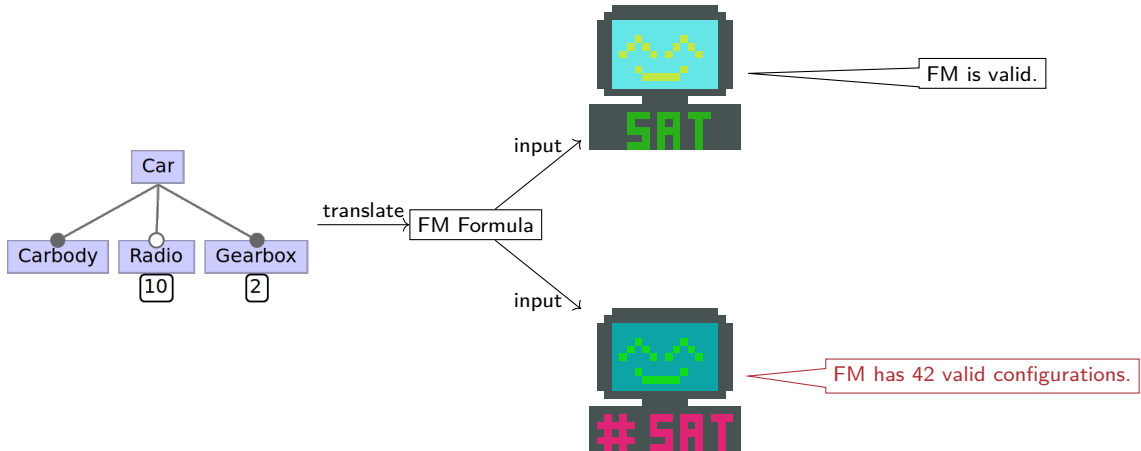 Car
Carbody
Radio
Gearbox
10
2
translate
FM Formula
input
input
SAT
FM is valid.
# SAT
FM has 42 valid configurations.